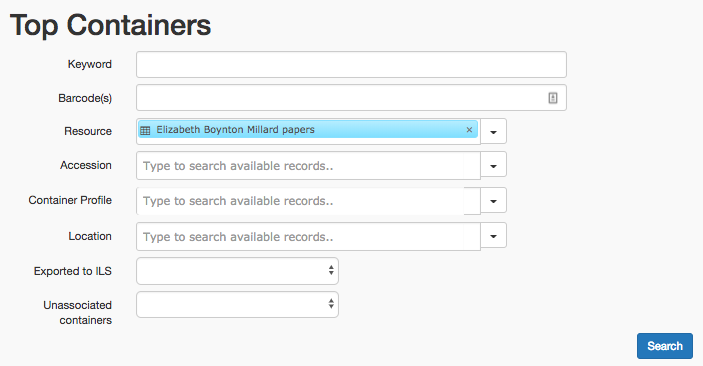 Top Containers
Keyword
Barcode(s)
Resource Elizabeth Boynton Millard papers ×
Accession Type to search available records..
Container Profile Type to search available records..
Location Type to search available records..
Exported to ILS
Unassociated
containers
Search